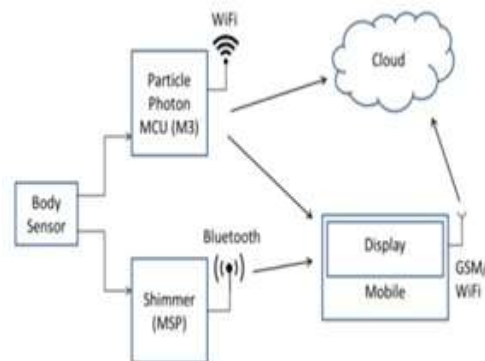 WiFi
Particle
Photon
MCU (M3)
Cloud
Body
Sensor
Bluetooth
Shimmer
(MSP)
Display
Mobile
GSM/
WiFi